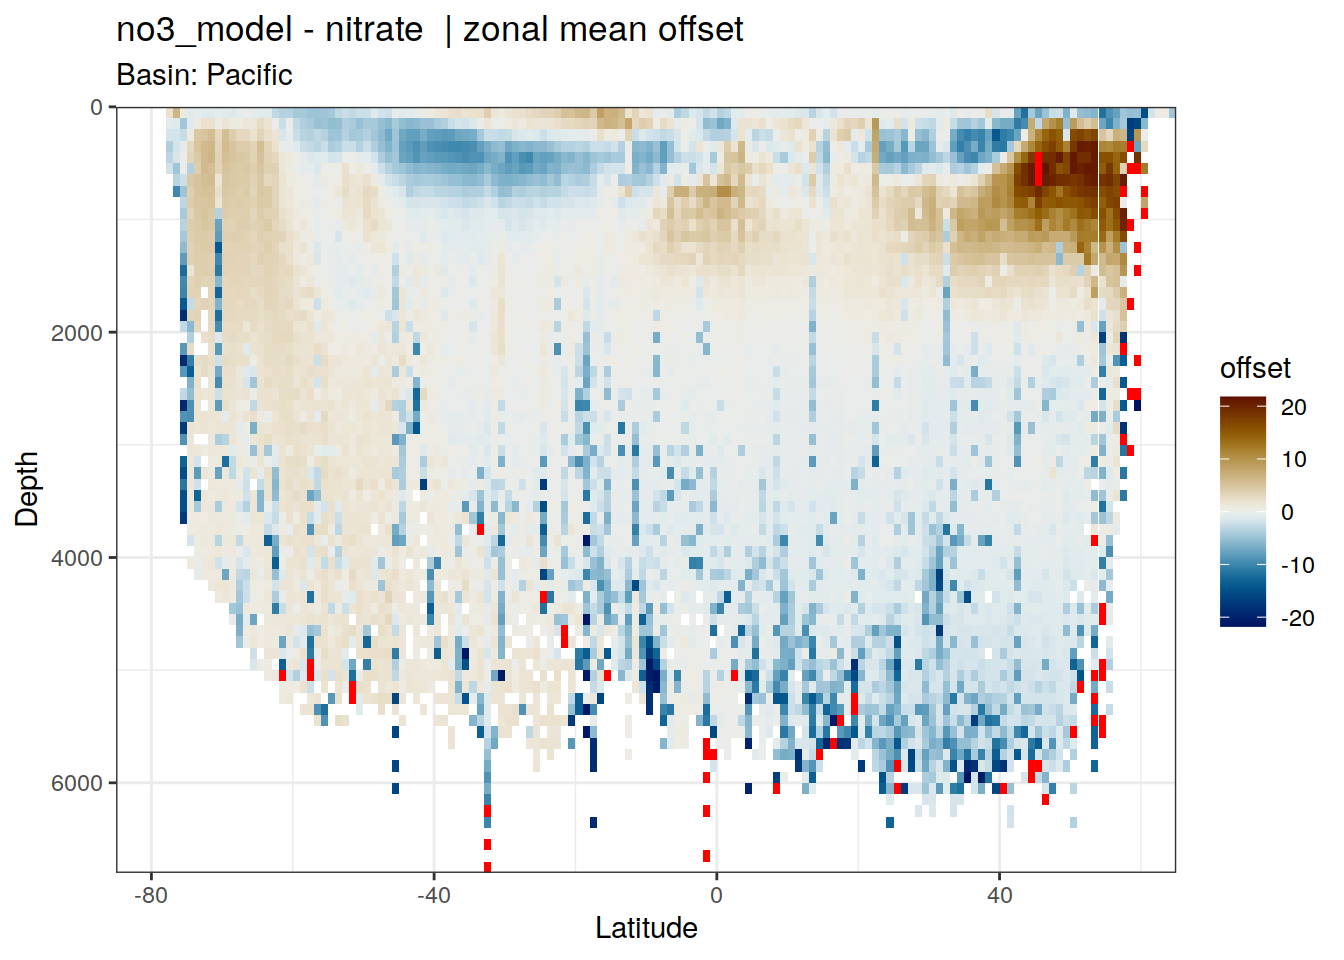 no3_model - nitrate  | zonal mean offset
Basin: Pacific
0
2000
4000
6000
Depth
-80
-40
0
40
Latitude
offset
20
10
0
-10
-20